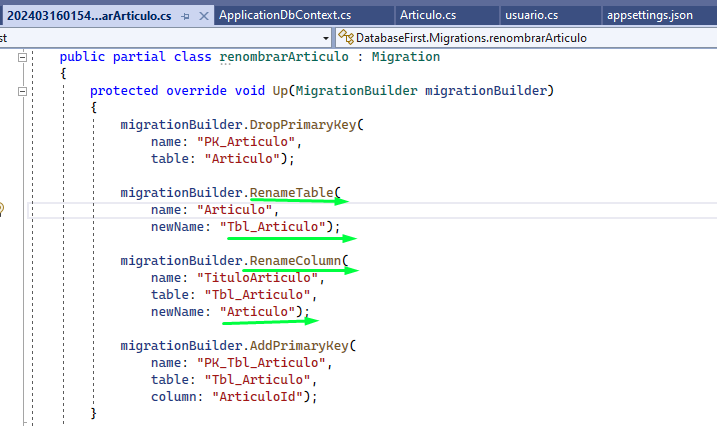 202403160154...arArticulo.cs ApplicationDbContext.cs Articulo.cs usuario.cs appsettings.json
st DatabaseFirst.Migrations.renombrarArticulo
public partial class renombrarArticulo : Migration
{
protected override void Up(MigrationBuilder migrationBuilder)
{
migrationBuilder.DropPrimaryKey(
name: "PK_Articulo",
table: "Articulo");
migrationBuilder.RenameTable(
name: "Articulo",
newName: "Tbl_Articulo");
migrationBuilder.RenameColumn(
name: "TituloArticulo",
table: "Tbl_Articulo",
newName: "Articulo");
migrationBuilder.AddPrimaryKey(
name: "PK_Tbl_Articulo",
table: "Tbl_Articulo",
column: "ArticuloId");
}